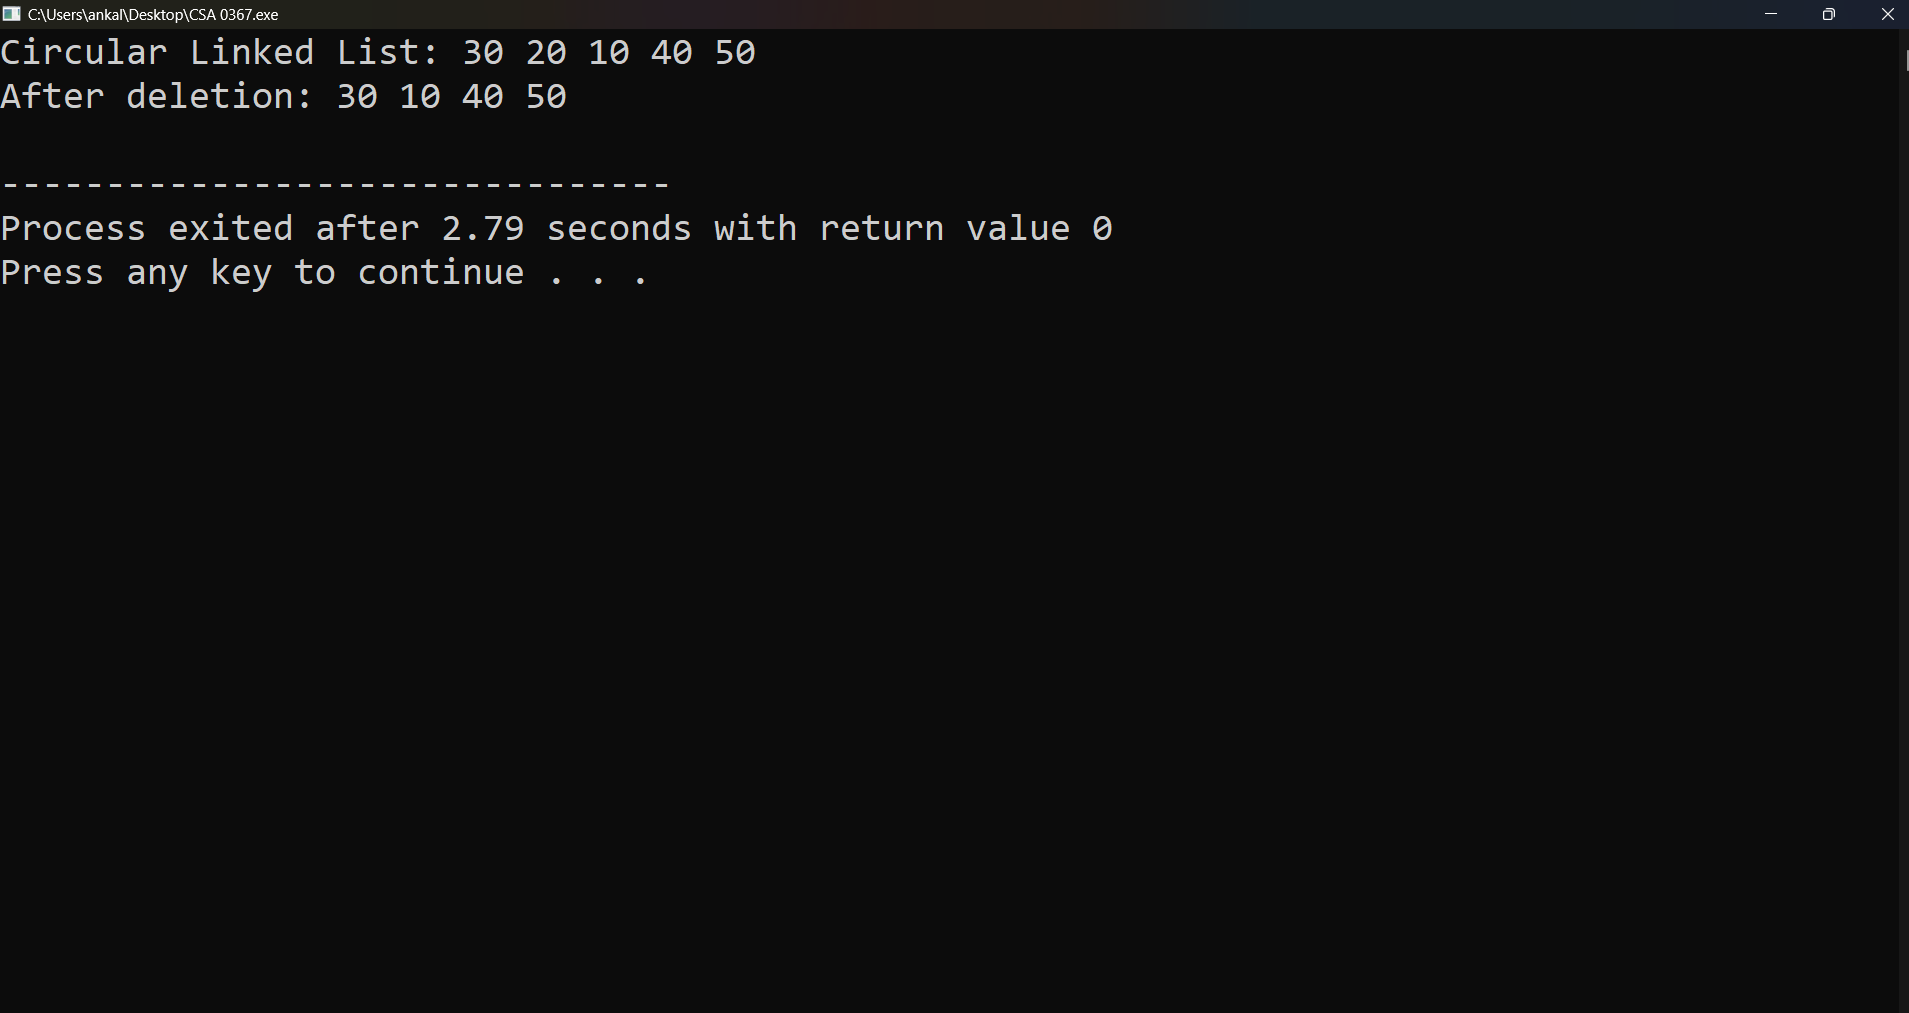 C:\Users\ankal\Desktop\CSA 0367.exe
Circular Linked List: 30 20 10 40 50
After deletion: 30 10 40 50
--------------------------------
Process exited after 2.79 seconds with return value 0
Press any key to continue . . .